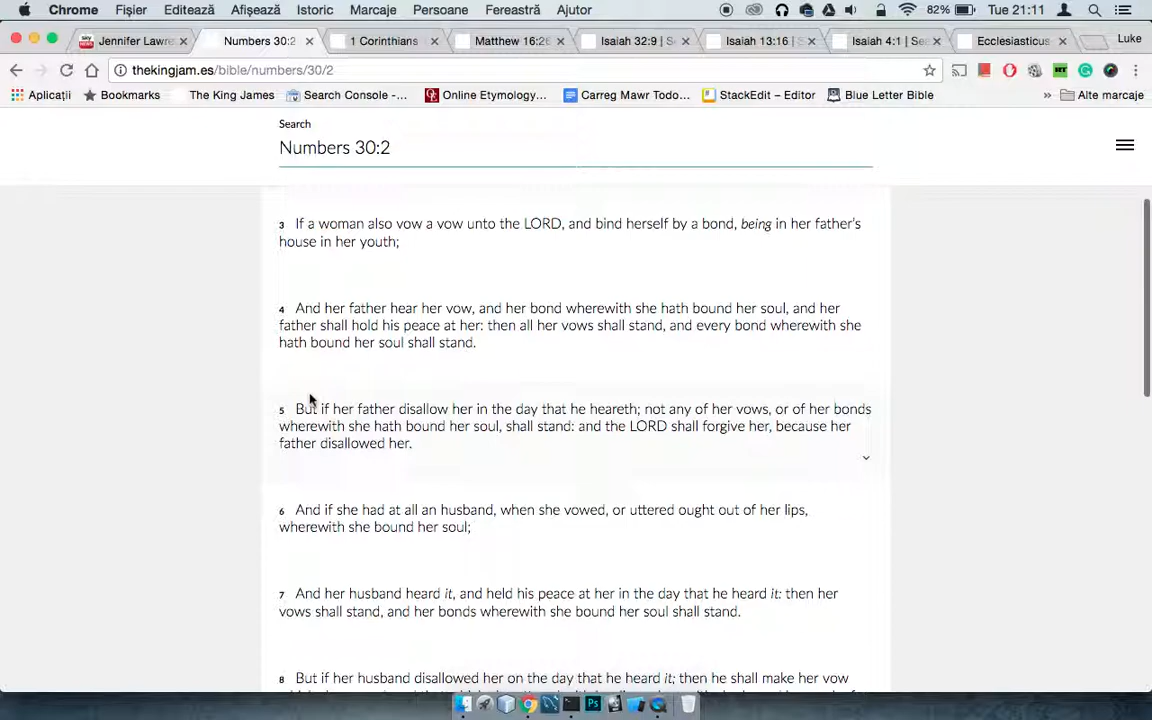 Chrome Fișier Editează Afișează Istoric Marcaje Persoane Fereastră Ajutor 82% Tue 21:11
Jennifer Lawre Numbers 30:2 1 Corinthians Matthew 16:26 Isaiah 32:9 | S Isaiah 13:16 | S Isaiah 4:1 | Sea Ecclesiasticus Luke
thekingjam.es/bible/numbers/30/2
Aplicații Bookmarks The King James Search Console -... Online Etymology... Carreg Mawr Todo... StackEdit – Editor Blue Letter Bible » Alte marcaje
Search
Numbers 30:2
3 If a woman also vow a vow unto the LORD, and bind herself by a bond, being in her father's
house in her youth;
4 And her father hear her vow, and her bond wherewith she hath bound her soul, and her
father shall hold his peace at her: then all her vows shall stand, and every bond wherewith she
hath bound her soul shall stand.
5 But if her father disallow her in the day that he heareth; not any of her vows, or of her bonds
wherewith she hath bound her soul, shall stand: and the LORD shall forgive her, because her
father disallowed her.
6 And if she had at all an husband, when she vowed, or uttered ought out of her lips,
wherewith she bound her soul;
7 And her husband heard it, and held his peace at her in the day that he heard it: then her
vows shall stand, and her bonds wherewith she bound her soul shall stand.
8 But if her husband disallowed her on the day that he heard it; then he shall make her vow